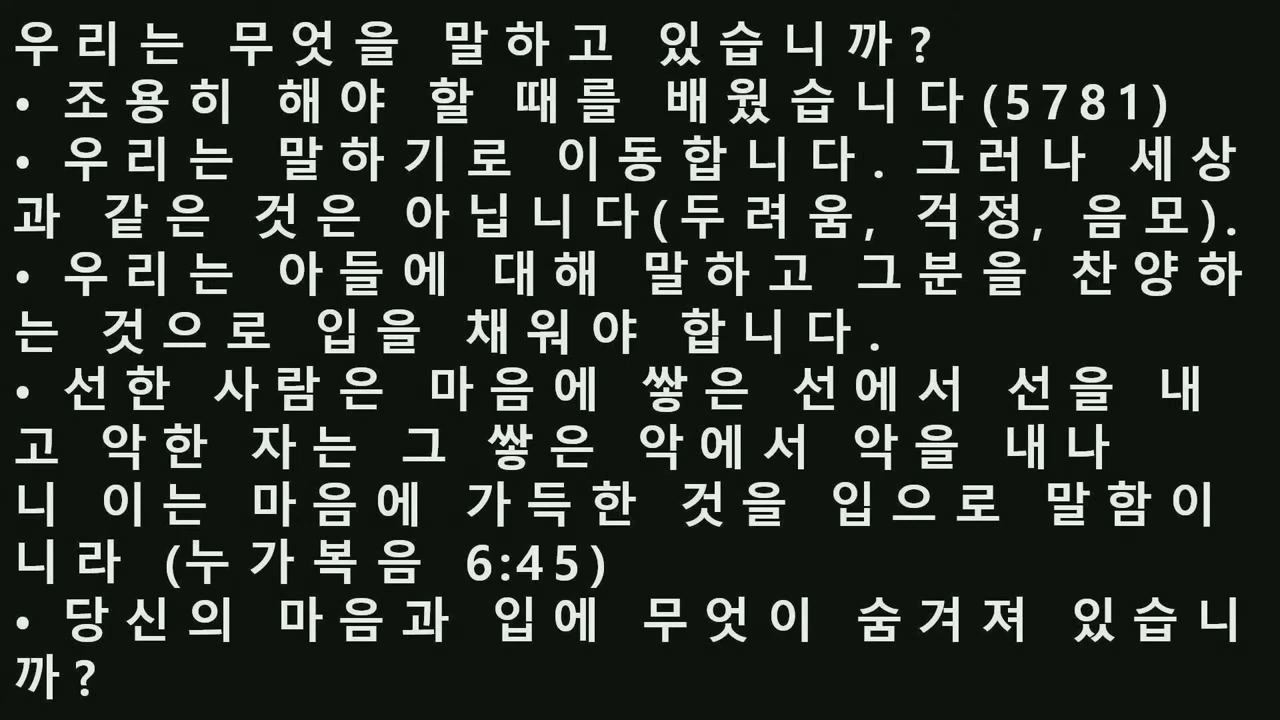 우리는 무엇을 말하고 있습니까?
• 조용히 해야 할 때를 배웠습니다(5781)
• 우리는 말하기로 이동합니다. 그러나 세상
과 같은 것은 아닙니다(두려움, 걱정, 음모).
• 우리는 아들에 대해 말하고 그분을 찬양하
는 것으로 입을 채워야 합니다.
• 선한 사람은 마음에 쌓은 선에서 선을 내
고 악한 자는 그 쌓은 악에서 악을 내나
니 이는 마음에 가득한 것을 입으로 말함이
니라 (누가복음 6:45)
• 당신의 마음과 입에 무엇이 숨겨져 있습니
까?